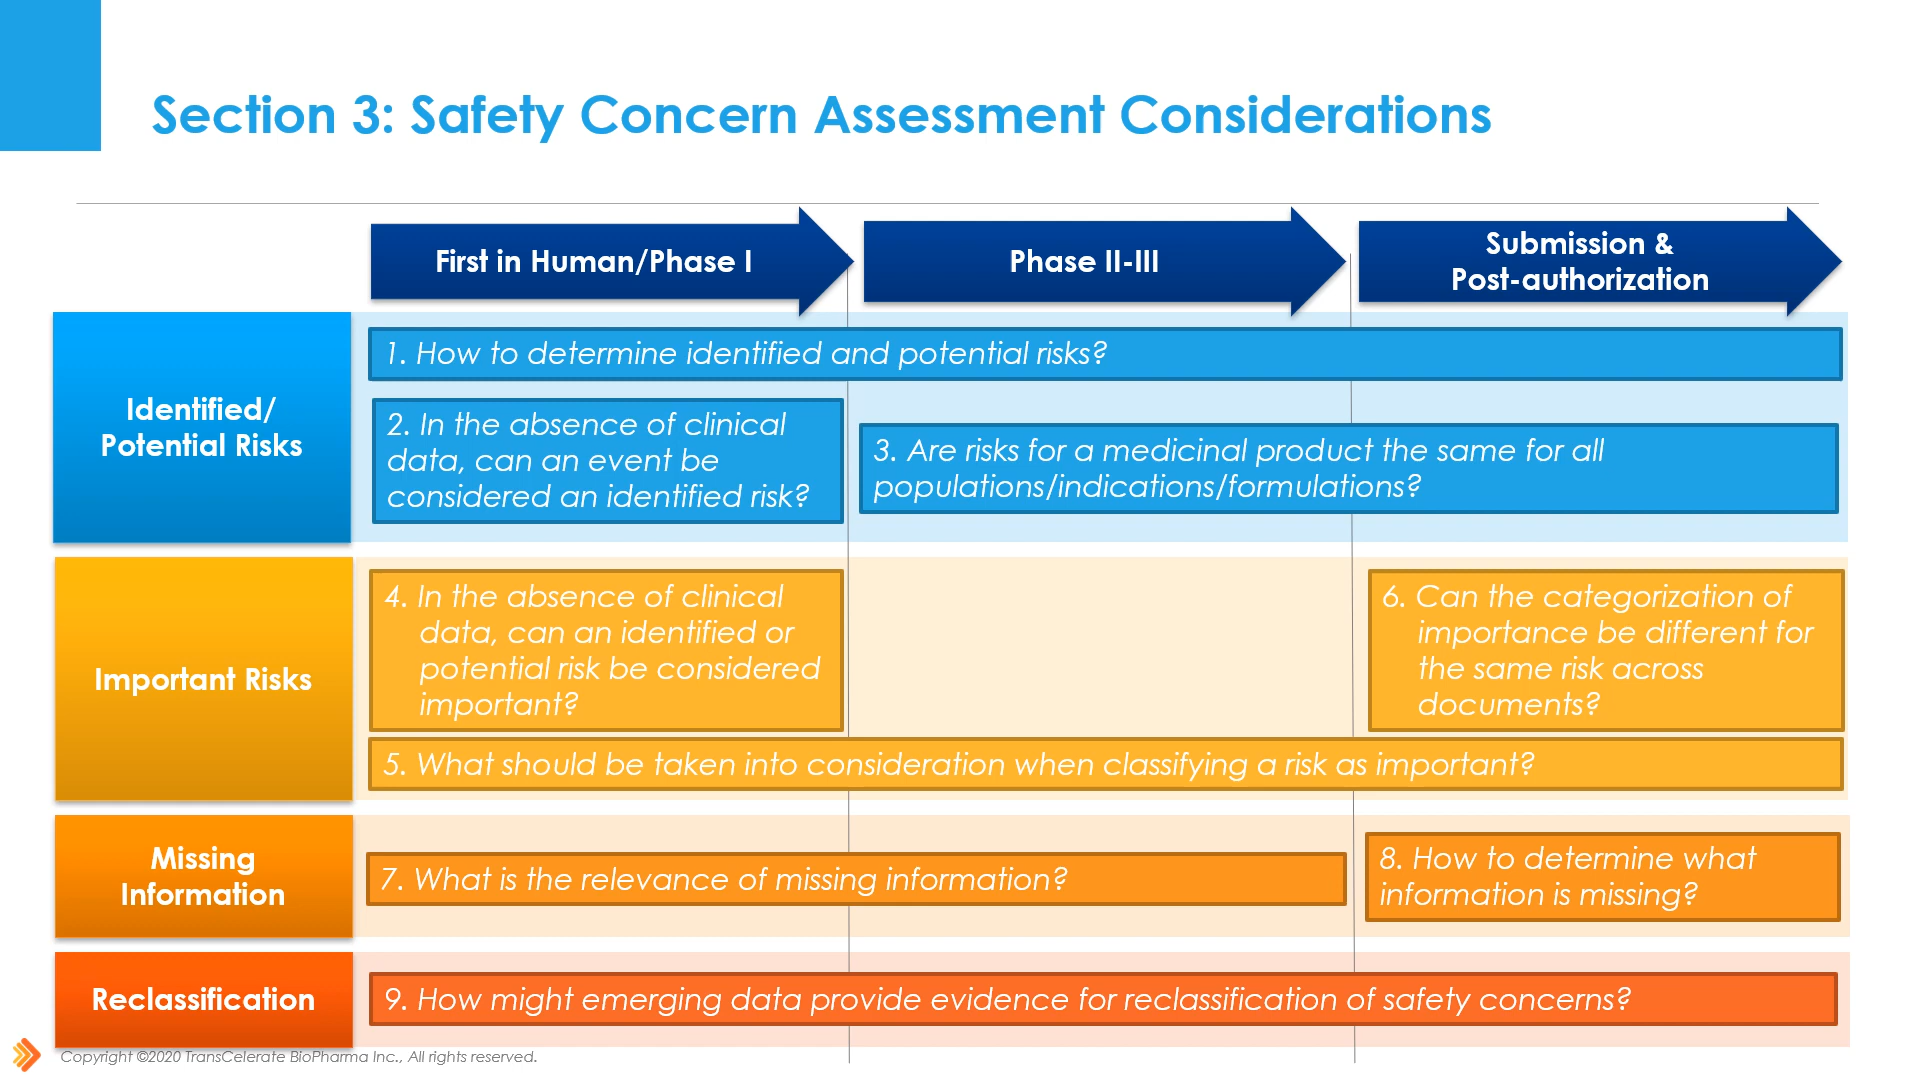 Section 3: Safety Concern Assessment Considerations
First in Human/Phase I
Phase II-III
Submission &
Post-authorization
Identified/
Potential Risks
1. How to determine identified and potential risks?
2. In the absence of clinical
data, can an event be
considered an identified risk?
3. Are risks for a medicinal product the same for all
populations/indications/formulations?
Important Risks
4. In the absence of clinical
data, can an identified or
potential risk be considered
important?
6. Can the categorization of
importance be different for
the same risk across
documents?
5. What should be taken into consideration when classifying a risk as important?
Missing
Information
7. What is the relevance of missing information?
8. How to determine what
information is missing?
Reclassification
9. How might emerging data provide evidence for reclassification of safety concerns?
Copyright ©2020 TransCelerate BioPharma Inc., All rights reserved.